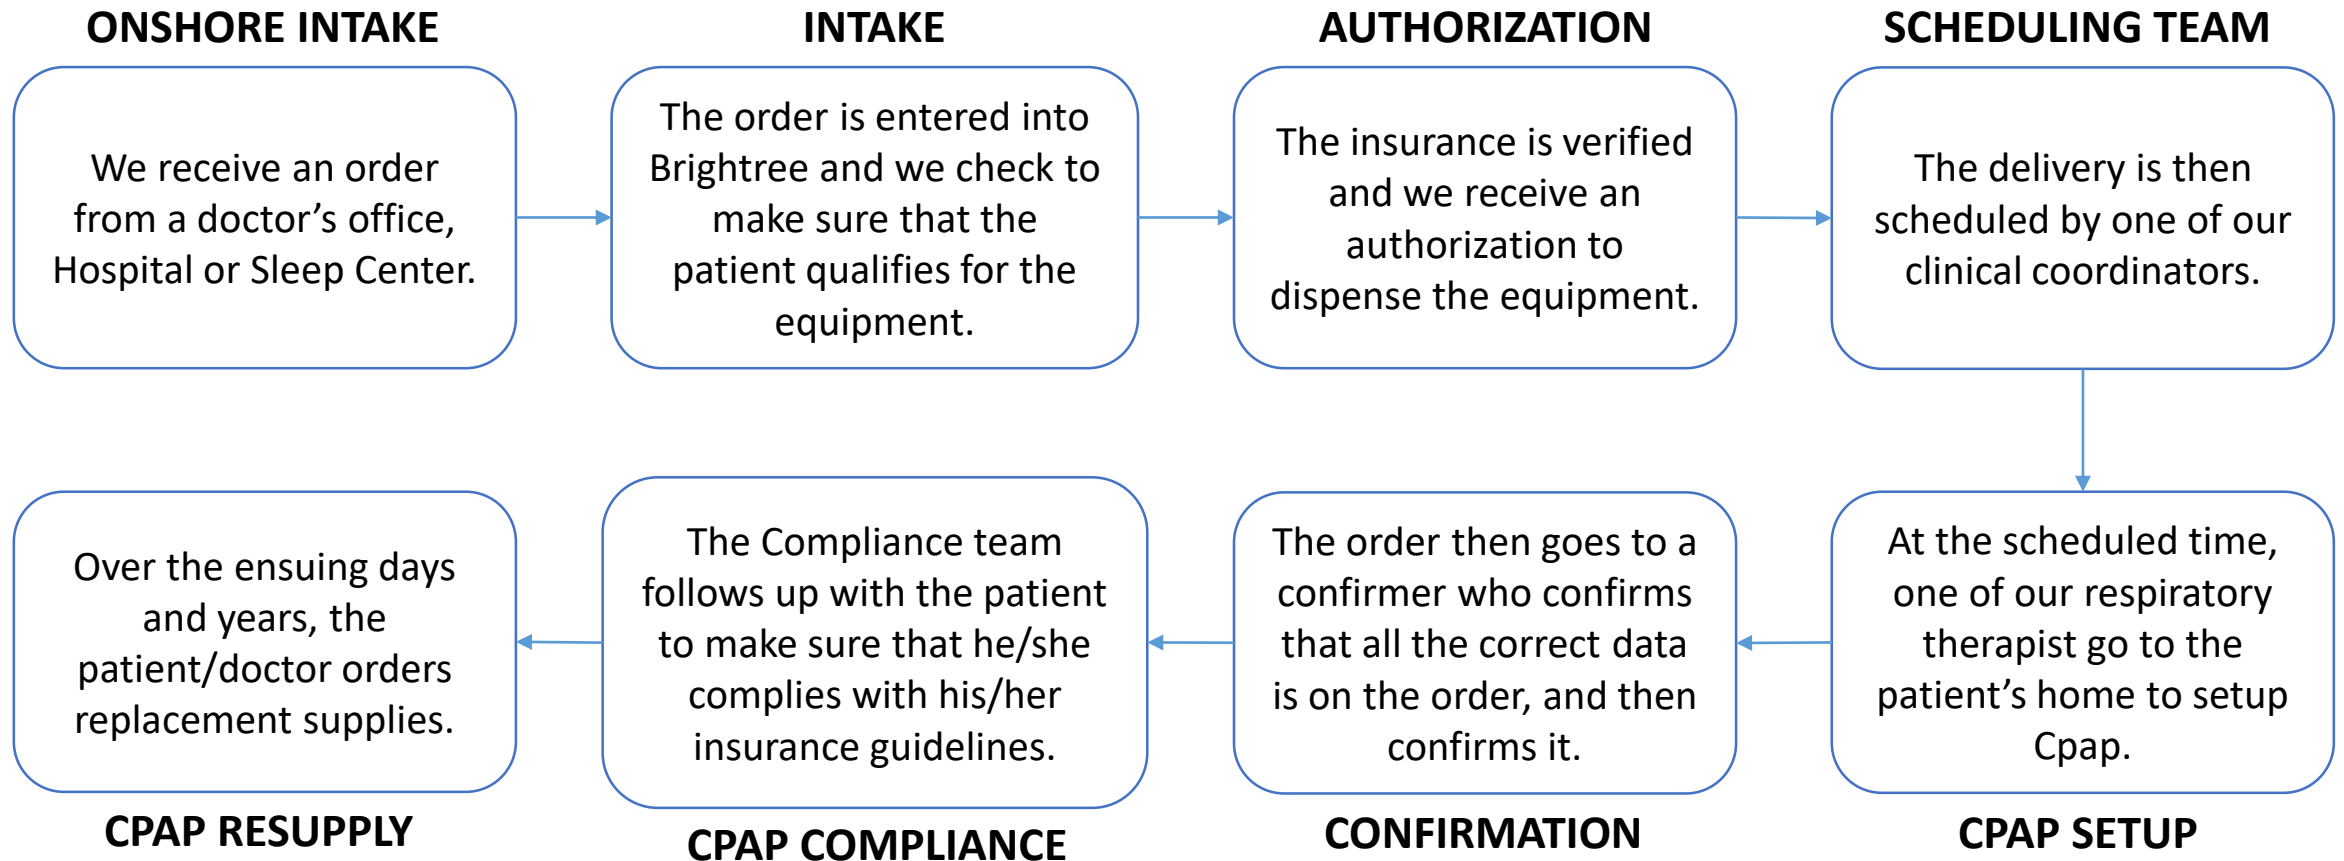 ONSHORE INTAKE
We receive an order
from a doctor’s office,
Hospital or Sleep Center.
INTAKE
The order is entered into
Brightree and we check to
make sure that the
patient qualifies for the
equipment.
AUTHORIZATION
The insurance is verified
and we receive an
authorization to
dispense the equipment.
SCHEDULING TEAM
The delivery is then
scheduled by one of our
clinical coordinators.
At the scheduled time,
one of our respiratory
therapist go to the
patient’s home to setup
Cpap.
CPAP SETUP
The order then goes to a
confirmer who confirms
that all the correct data
is on the order, and then
confirms it.
CONFIRMATION
The Compliance team
follows up with the patient
to make sure that he/she
complies with his/her
insurance guidelines.
CPAP COMPLIANCE
Over the ensuing days
and years, the
patient/doctor orders
replacement supplies.
CPAP RESUPPLY